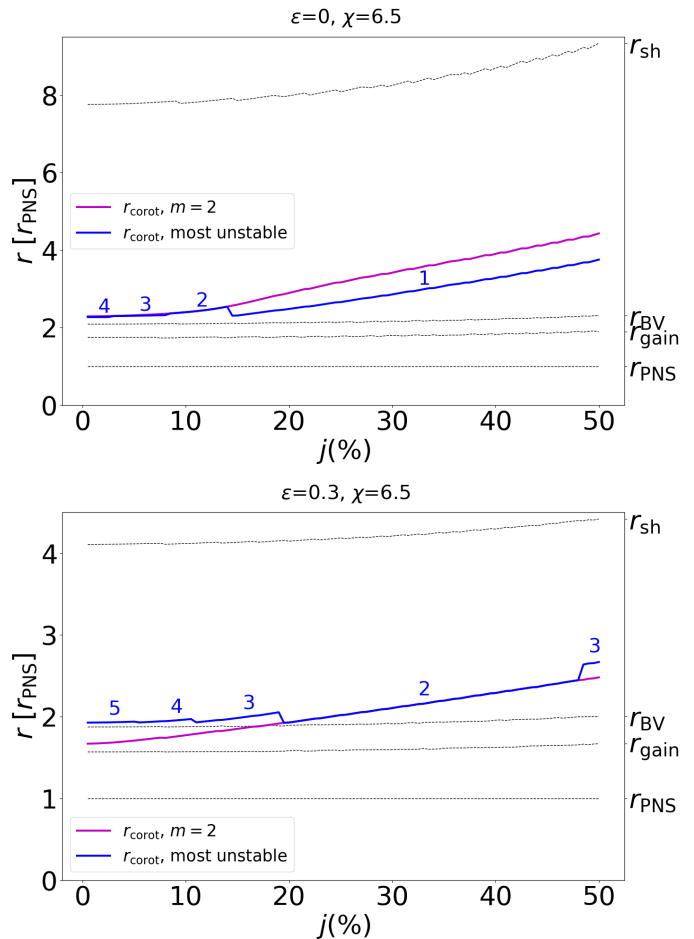 ε=0, χ=6.5
r_sh
8
6
r [r_PNS]
r_corot, m = 2
r_corot, most unstable
4
4 3 2 1
2
r_BV
r_gain
r_PNS
0
0 10 20 30 40 50
j(%)
ε=0.3, χ=6.5
r_sh
4
3
3
r [r_PNS]
5 4 3 2
2
r_BV
r_gain
1
r_PNS
r_corot, m = 2
r_corot, most unstable
0
0 10 20 30 40 50
j(%)